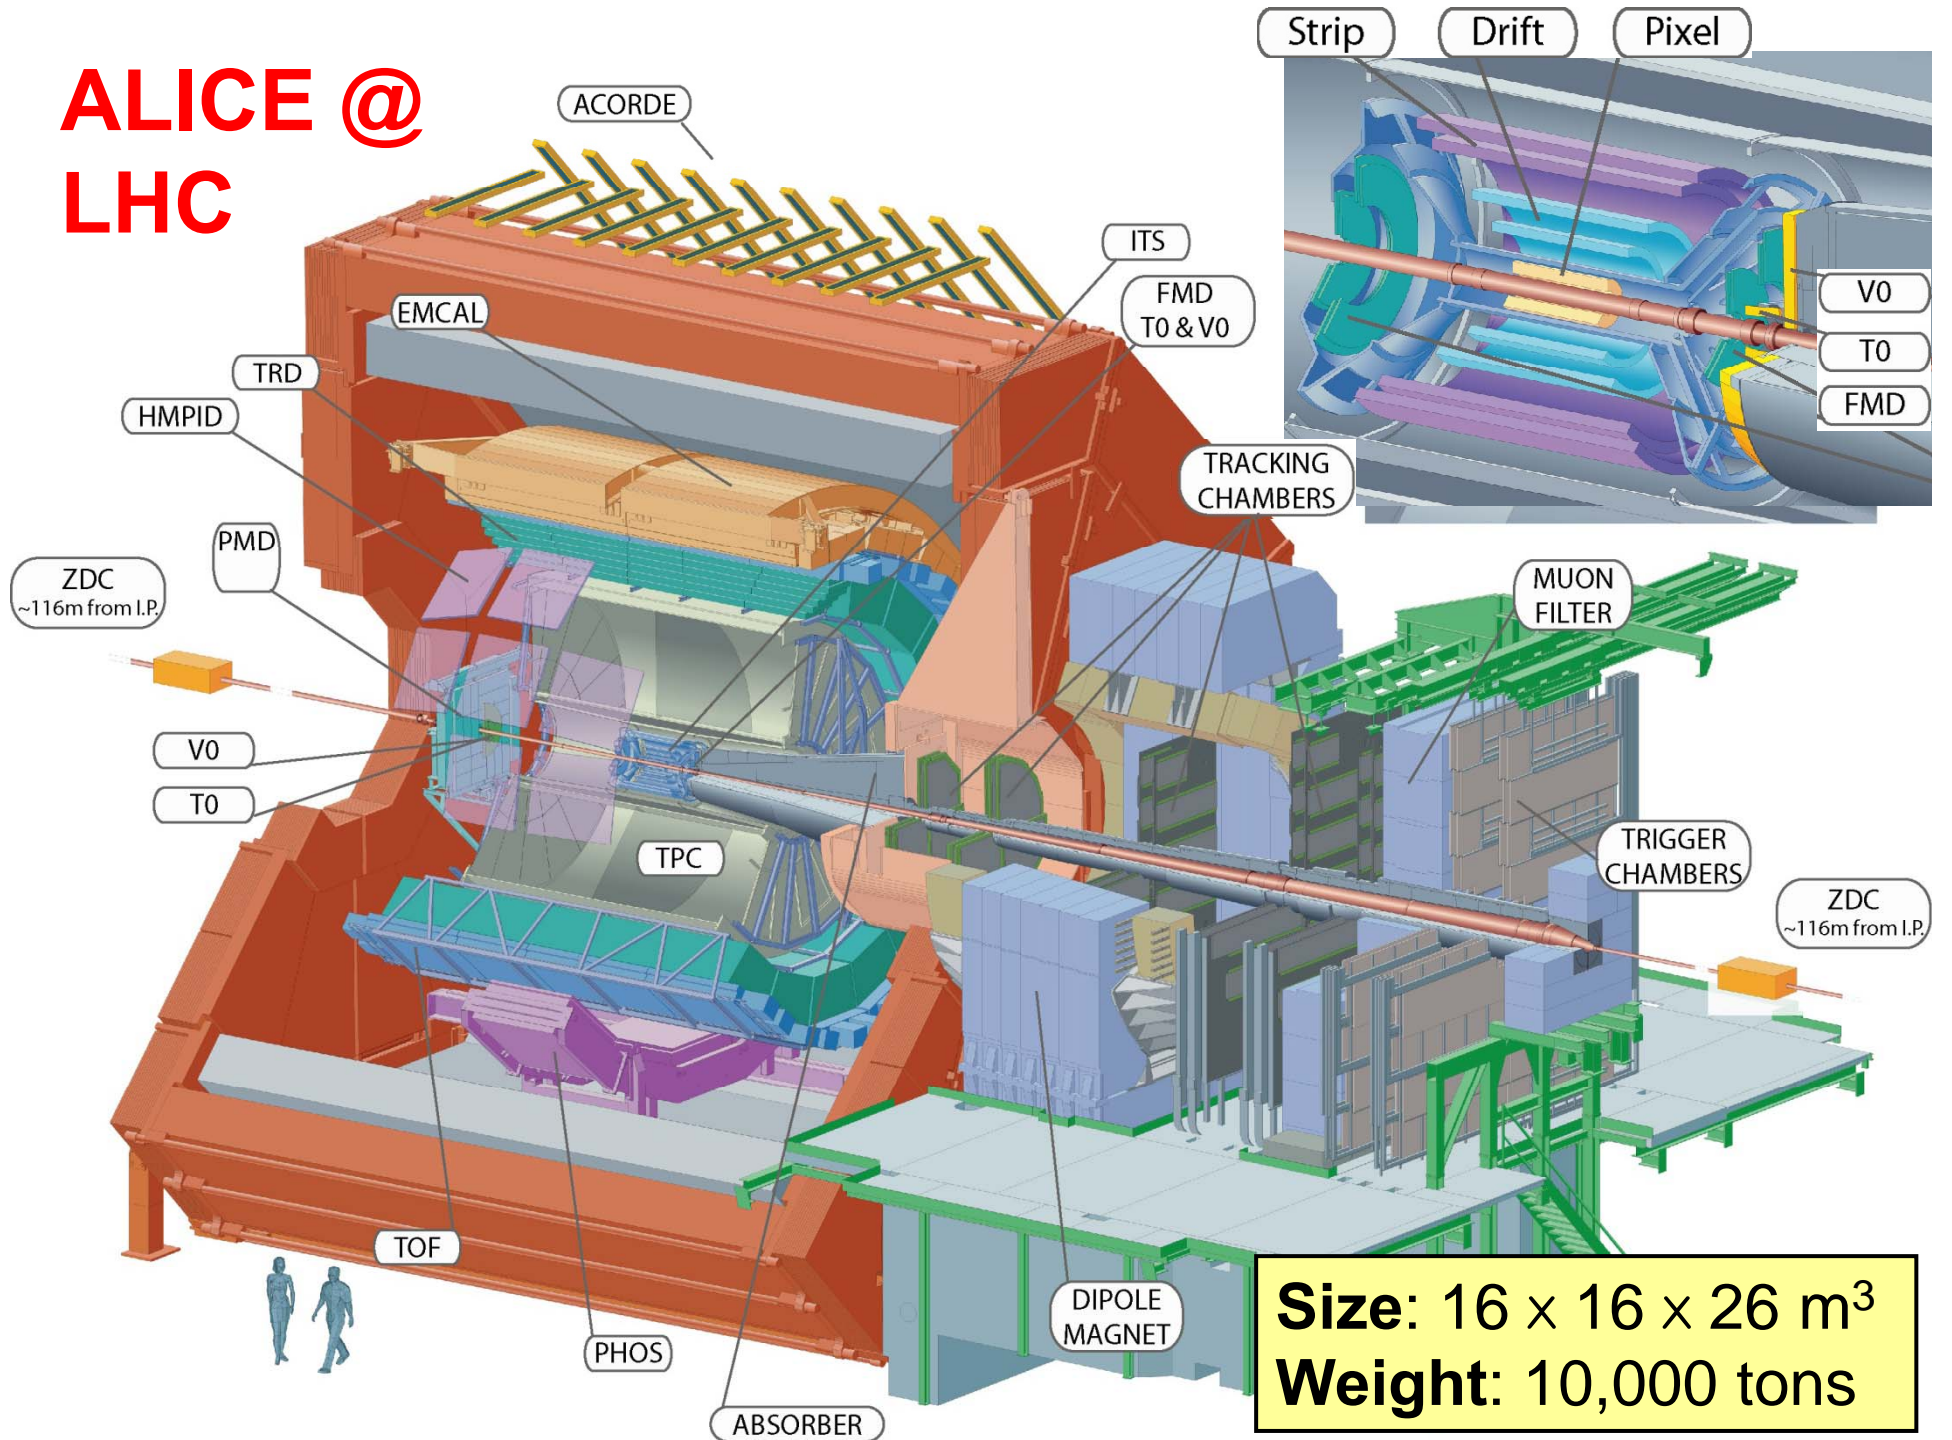 ALICE @
LHC
Strip
Drift
Pixel
ACORDE
ITS
FMD
T0 & V0
EMCAL
TRD
HMPID
V0
T0
FMD
TRACKING
CHAMBERS
PMD
ZDC
~116m from I.P.
MUON
FILTER
V0
T0
TPC
TRIGGER
CHAMBERS
ZDC
~116m from I.P.
TOF
PHOS
DIPOLE
MAGNET
ABSORBER
Size: 16 x 16 x 26 m³
Weight: 10,000 tons